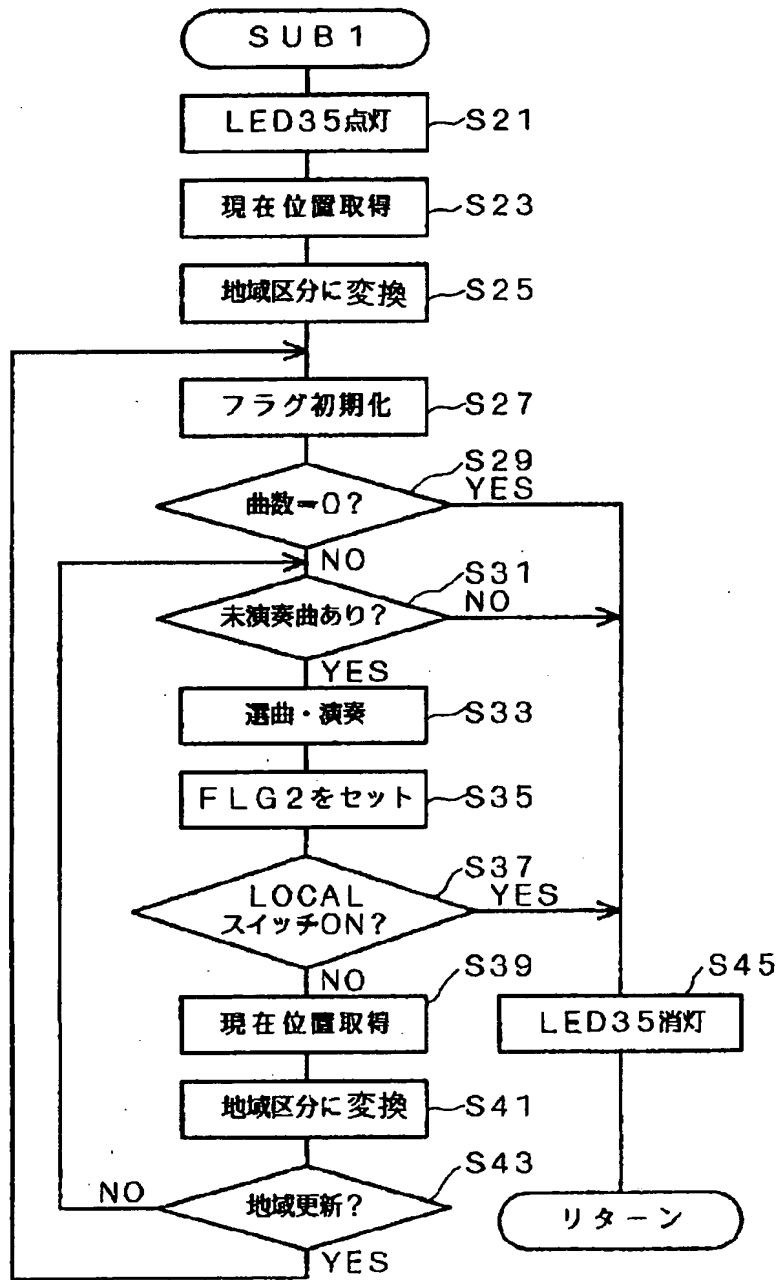 SUB1
LED35点灯
S21
現在位置取得
S23
地域区分に変換
S25
フラグ初期化
S27
S29
曲数=0?
YES
NO
S31
未演奏曲あり?
NO
YES
選曲・演奏
S33
FLG2をセット
S35
S37
LOCAL
スイッチON?
YES
NO
S39
現在位置取得
S45
LED35消灯
地域区分に変換
S41
S43
地域更新?
NO
YES
リターン